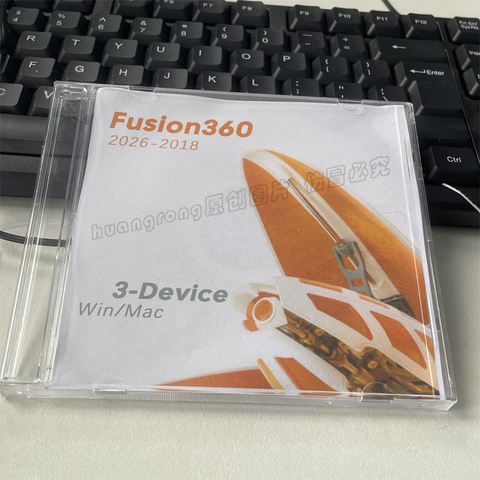 Fusion360
2026-2018
huangrong原创图片 仿冒必究
3-Device
Win/Mac
Enter
Ctrl